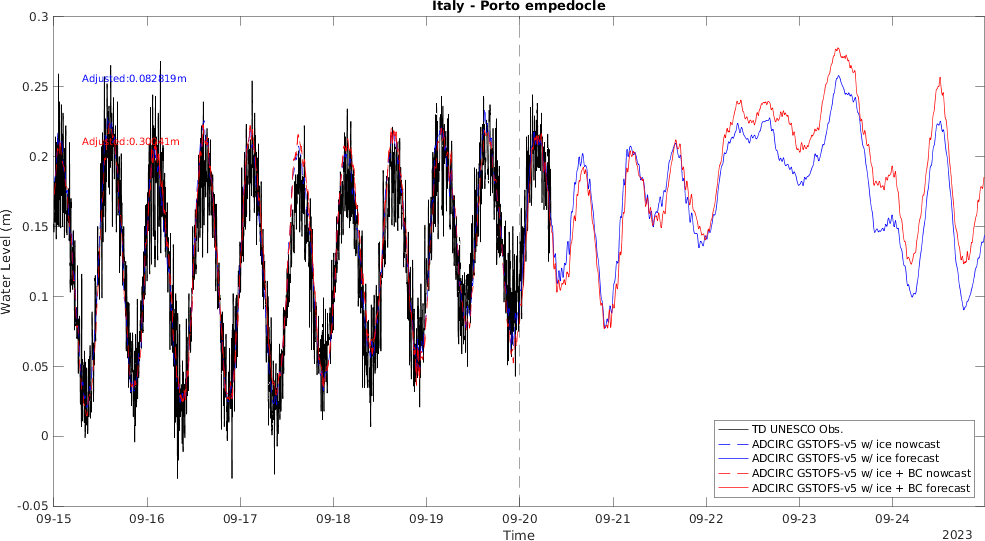 Italy - Porto empedocle
0.3
0.25
0.2
0.15
0.1
0.05
0
-0.05
Water Level (m)
Adjusted:0.082819m
TD UNESCO Obs.
ADCIRC GSTOFS-v5 w/ ice nowcast
ADCIRC GSTOFS-v5 w/ ice forecast
ADCIRC GSTOFS-v5 w/ ice + BC nowcast
ADCIRC GSTOFS-v5 w/ ice + BC forecast
09-15 09-16 09-17 09-18 09-19 09-20 09-21 09-22 09-23 09-24
Time
2023